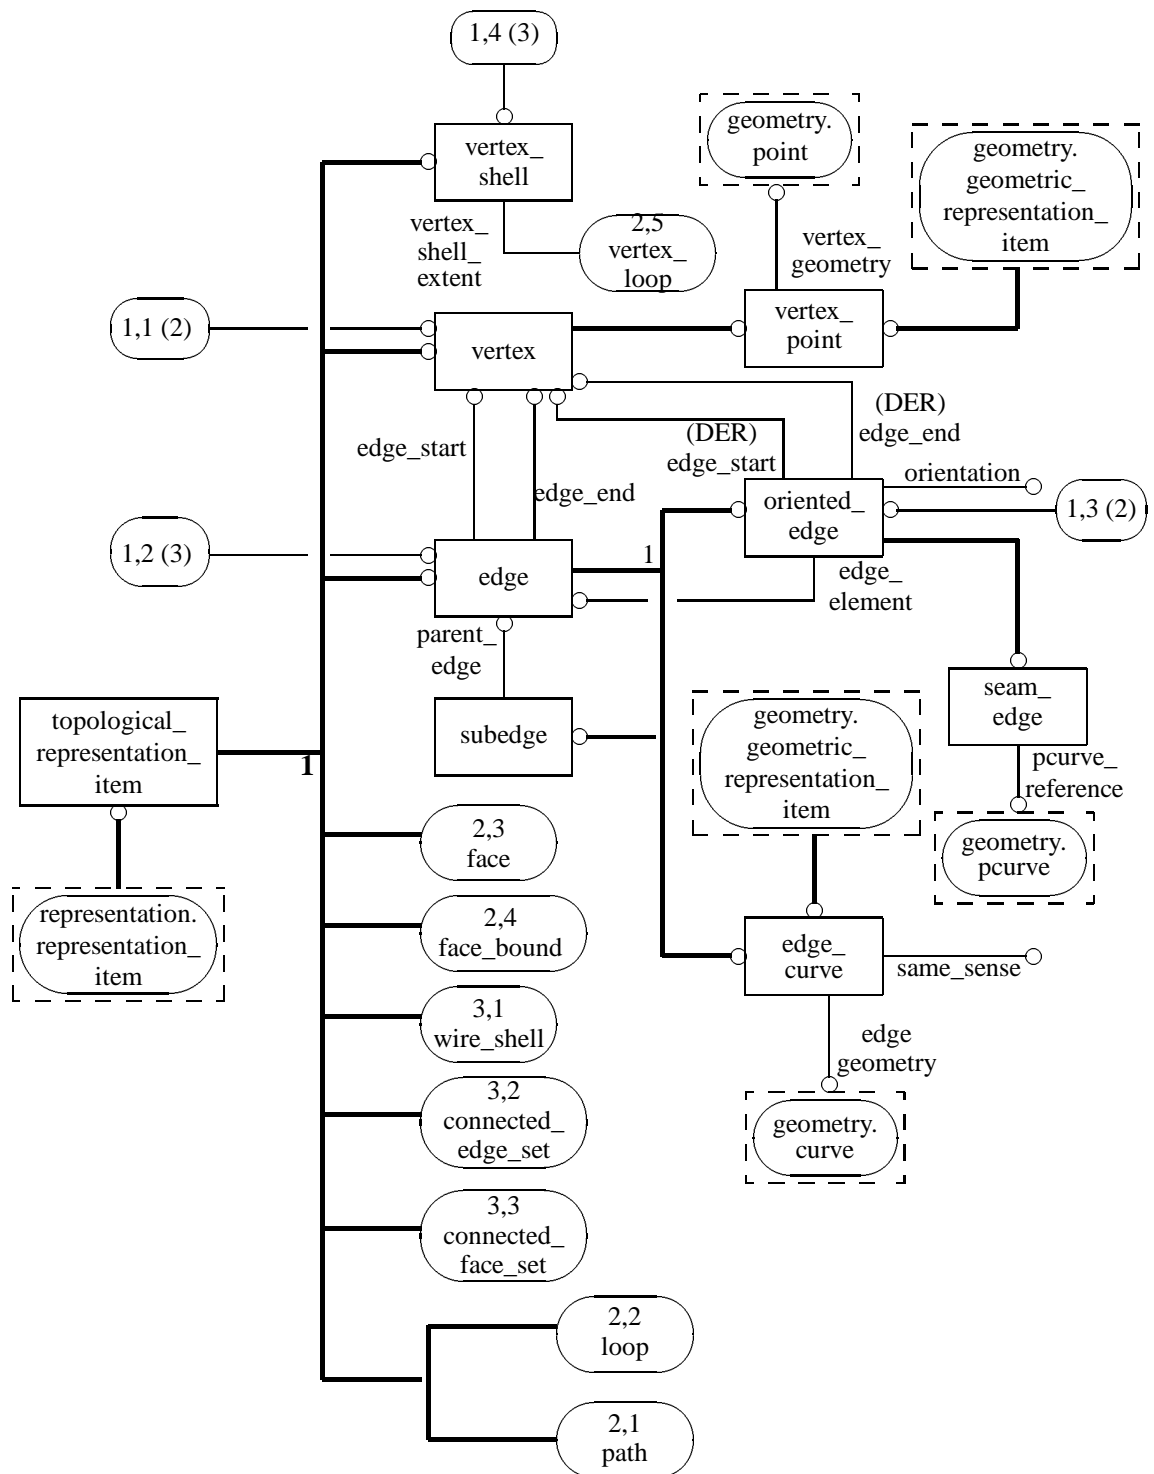 1,4 (3)
vertex_
shell
geometry.
point
geometry.
geometric_
representation_
item
vertex_
shell_
extent
2,5
vertex_
loop
vertex_
geometry
1,1 (2)
vertex
vertex_
point
edge_start
edge_end
(DER)
edge_start
(DER)
edge_end
orientation
1,2 (3)
edge
1
oriented_
edge
1,3 (2)
edge_
element
parent_
edge
subedge
topological_
representation_
item
1
geometry.
geometric_
representation_
item
seam_
edge
pcurve_
reference
geometry.
pcurve
representation.
representation_
item
2,3
face
2,4
face_bound
edge_
curve
same_sense
3,1
wire_shell
edge
geometry
3,2
connected_
edge_set
geometry.
curve
3,3
connected_
face_set
2,2
loop
2,1
path